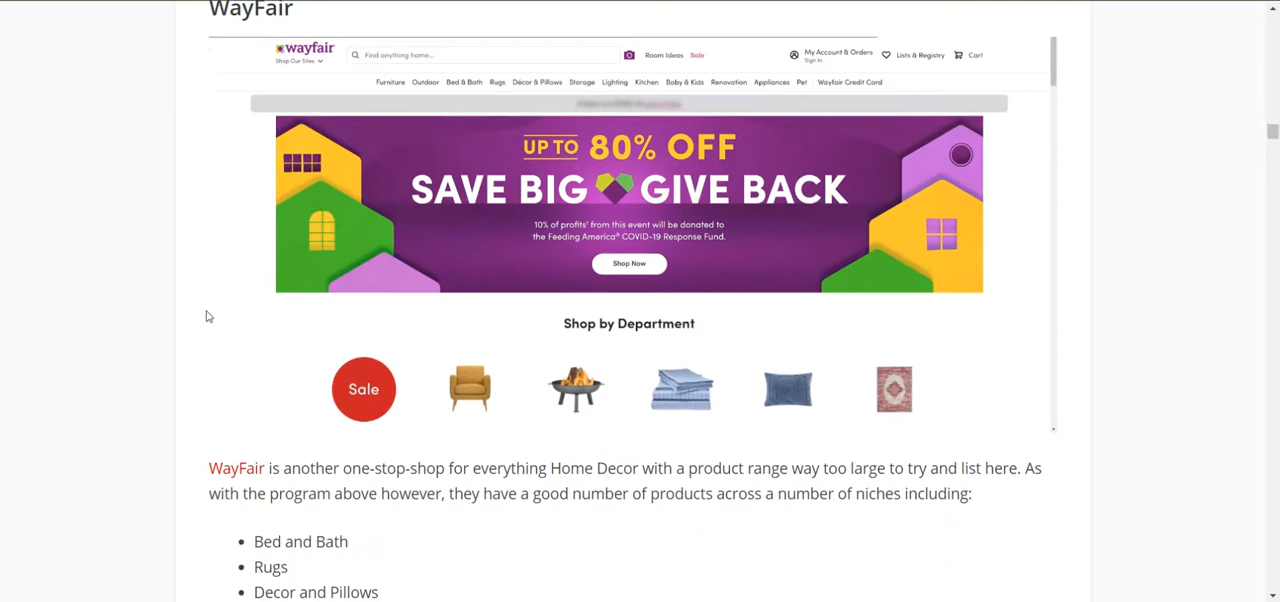 WayFair
wayfair
Shop Our Sites
Find anything home...
Room Ideas Sale
My Account & Orders
Sign In
Lists & Registry
Cart
Furniture Outdoor Bed & Bath Rugs Décor & Pillows Storage Lighting Kitchen Baby & Kids Renovation Appliances Pet Wayfair Credit Card
UP TO 80% OFF
SAVE BIG GIVE BACK
10% of profits* from this event will be donated to
the Feeding America® COVID-19 Response Fund.
Shop Now
Shop by Department
Sale
WayFair is another one-stop-shop for everything Home Decor with a product range way too large to try and list here. As
with the program above however, they have a good number of products across a number of niches including:
• Bed and Bath
• Rugs
• Decor and Pillows